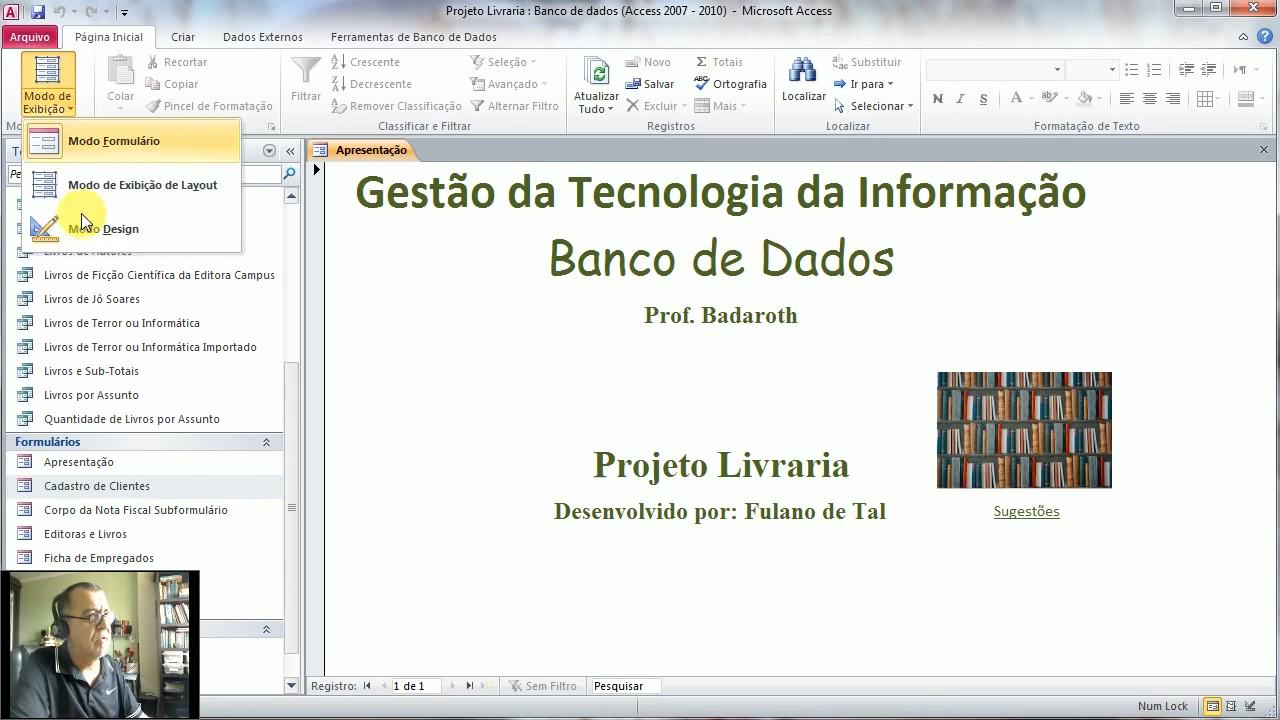 Projeto Livraria : Banco de dados (Access 2007 - 2010) - Microsoft Access
Arquivo
Página Inicial
Criar
Dados Externos
Ferramentas de Banco de Dados
Modo de Exibição
Colar
Recortar
Copiar
Pincel de Formatação
Filtrar
Crescente
Decrescente
Remover Classificação
Seleção
Avançado
Alternar Filtro
Classificar e Filtrar
Atualizar Tudo
Novo
Salvar
Excluir
Totais
Ortografia
Mais
Registros
Localizar
Substituir
Ir para
Selecionar
Localizar
N I S
A
ab
Formatação de Texto
Modo Formulário
Modo de Exibição de Layout
Modo Design
Livros de Ficção Científica da Editora Campus
Livros de Jô Soares
Livros de Terror ou Informática
Livros de Terror ou Informática Importado
Livros e Sub-Totais
Livros por Assunto
Quantidade de Livros por Assunto
Formulários
Apresentação
Cadastro de Clientes
Corpo da Nota Fiscal Subformulário
Editoras e Livros
Ficha de Empregados
Apresentação
Gestão da Tecnologia da Informação
Banco de Dados
Prof. Badaroth
Projeto Livraria
Desenvolvido por: Fulano de Tal
Sugestões
Registro:
1 de 1
Sem Filtro
Pesquisar
Num Lock